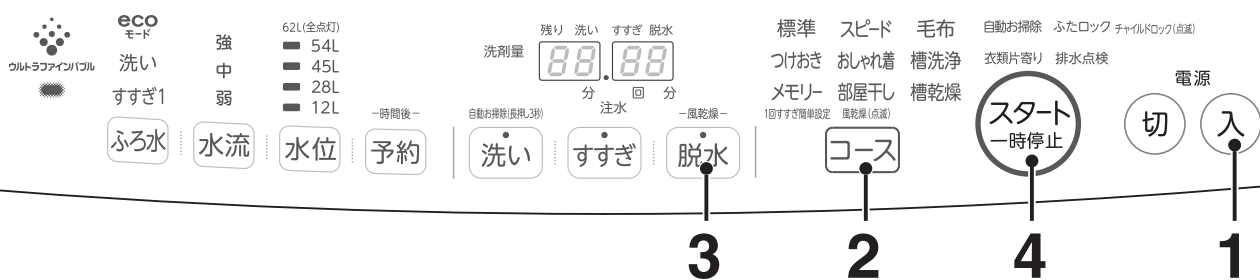 ウルトラファインバブル
eco
モード
洗い
すすぎ1
ふろ水
強
中
弱
水流
62L(全点灯)
54L
45L
28L
12L
水位
－時間後－
予約
洗剤量
残り 洗い すすぎ 脱水
88.88
分 回 分
注水
自動お掃除(長押し3秒)
洗い
すすぎ
－風乾燥－
脱水
標準 スピード 毛布
つけおき おしゃれ着 槽洗浄
メモリー 部屋干し 槽乾燥
1回すすぎ簡単設定 風乾燥(点滅)
コース
自動お掃除 ふたロック チャイルドロック(点滅)
衣類片寄り 排水点検
スタート
一時停止
電源
切 入
3 2 4 1